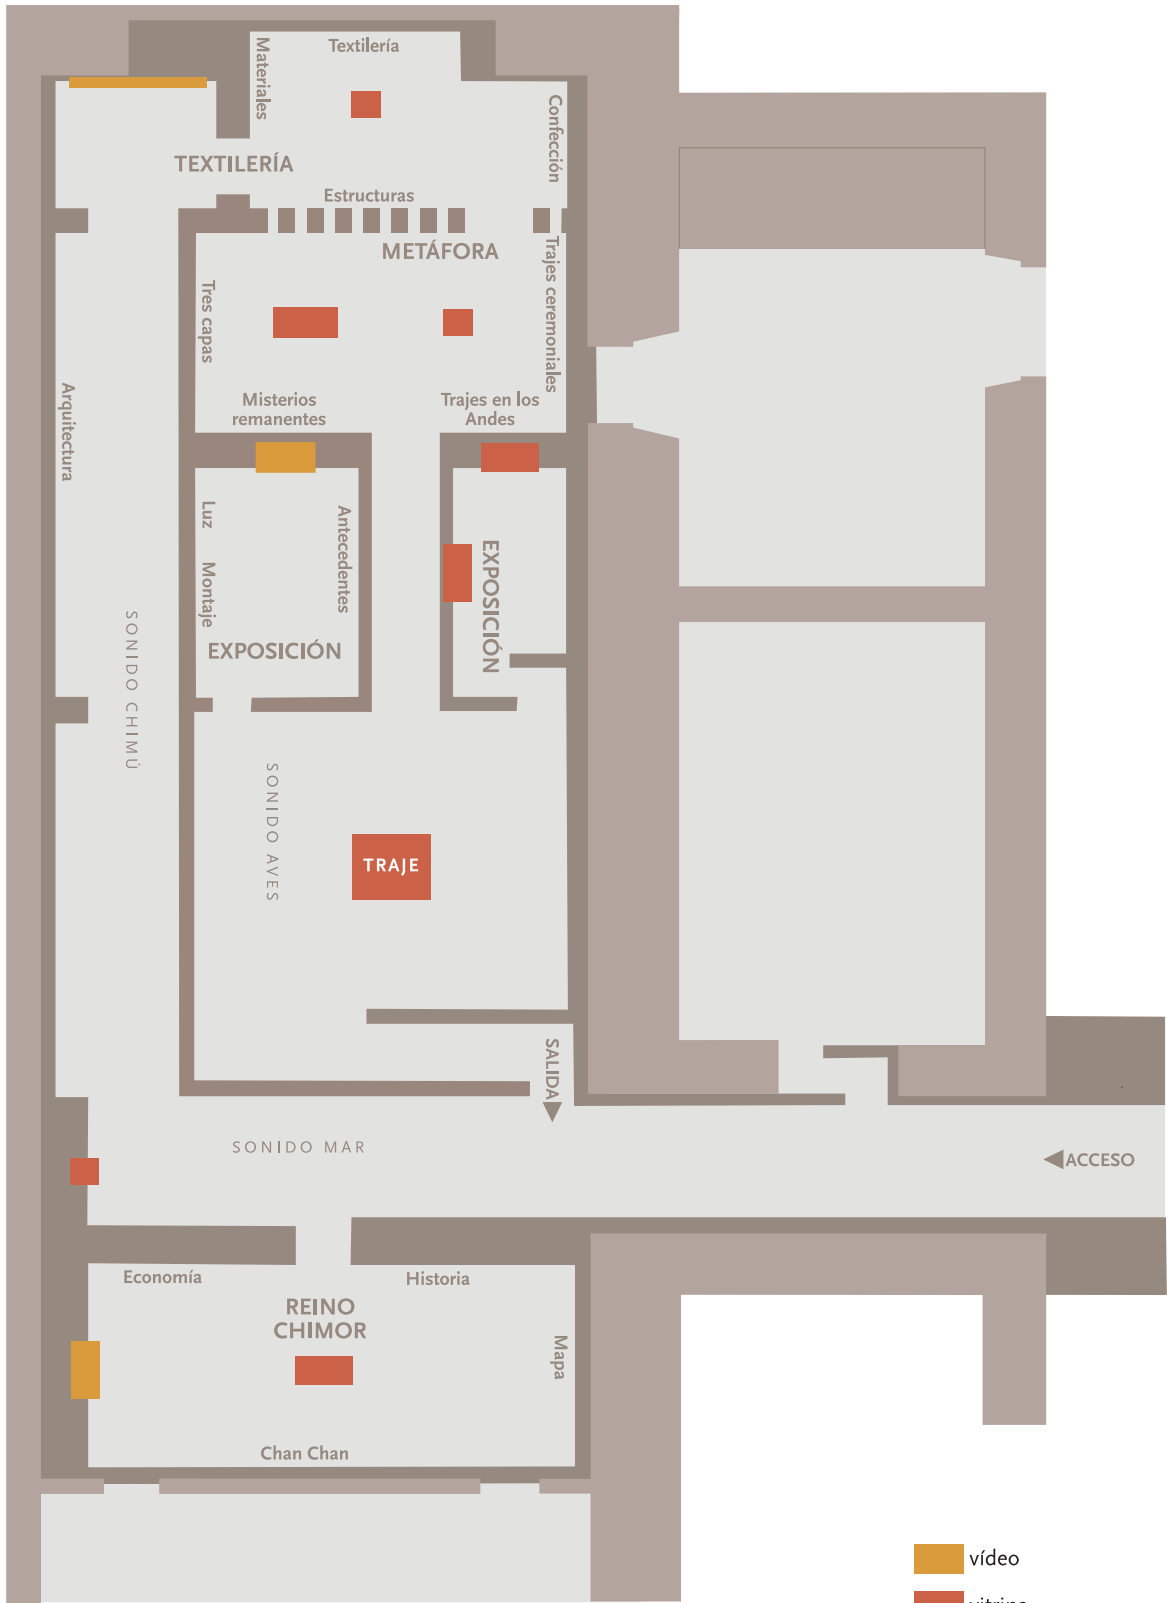 Textilería
Materiales
Confección
TEXTILERÍA
Estructuras
METÁFORA
Tres capas
Trajes ceremoniales
Arquitectura
Misterios
remanentes
Trajes en los
Andes
Luz
Montaje
Antecedentes
EXPOSICIÓN
EXPOSICIÓN
SONIDO CHIMÚ
SONIDO AVES
TRAJE
SALIDA
SONIDO MAR
ACCESO
Economía
Historia
REINO
CHIMOR
Mapa
Chan Chan
vídeo